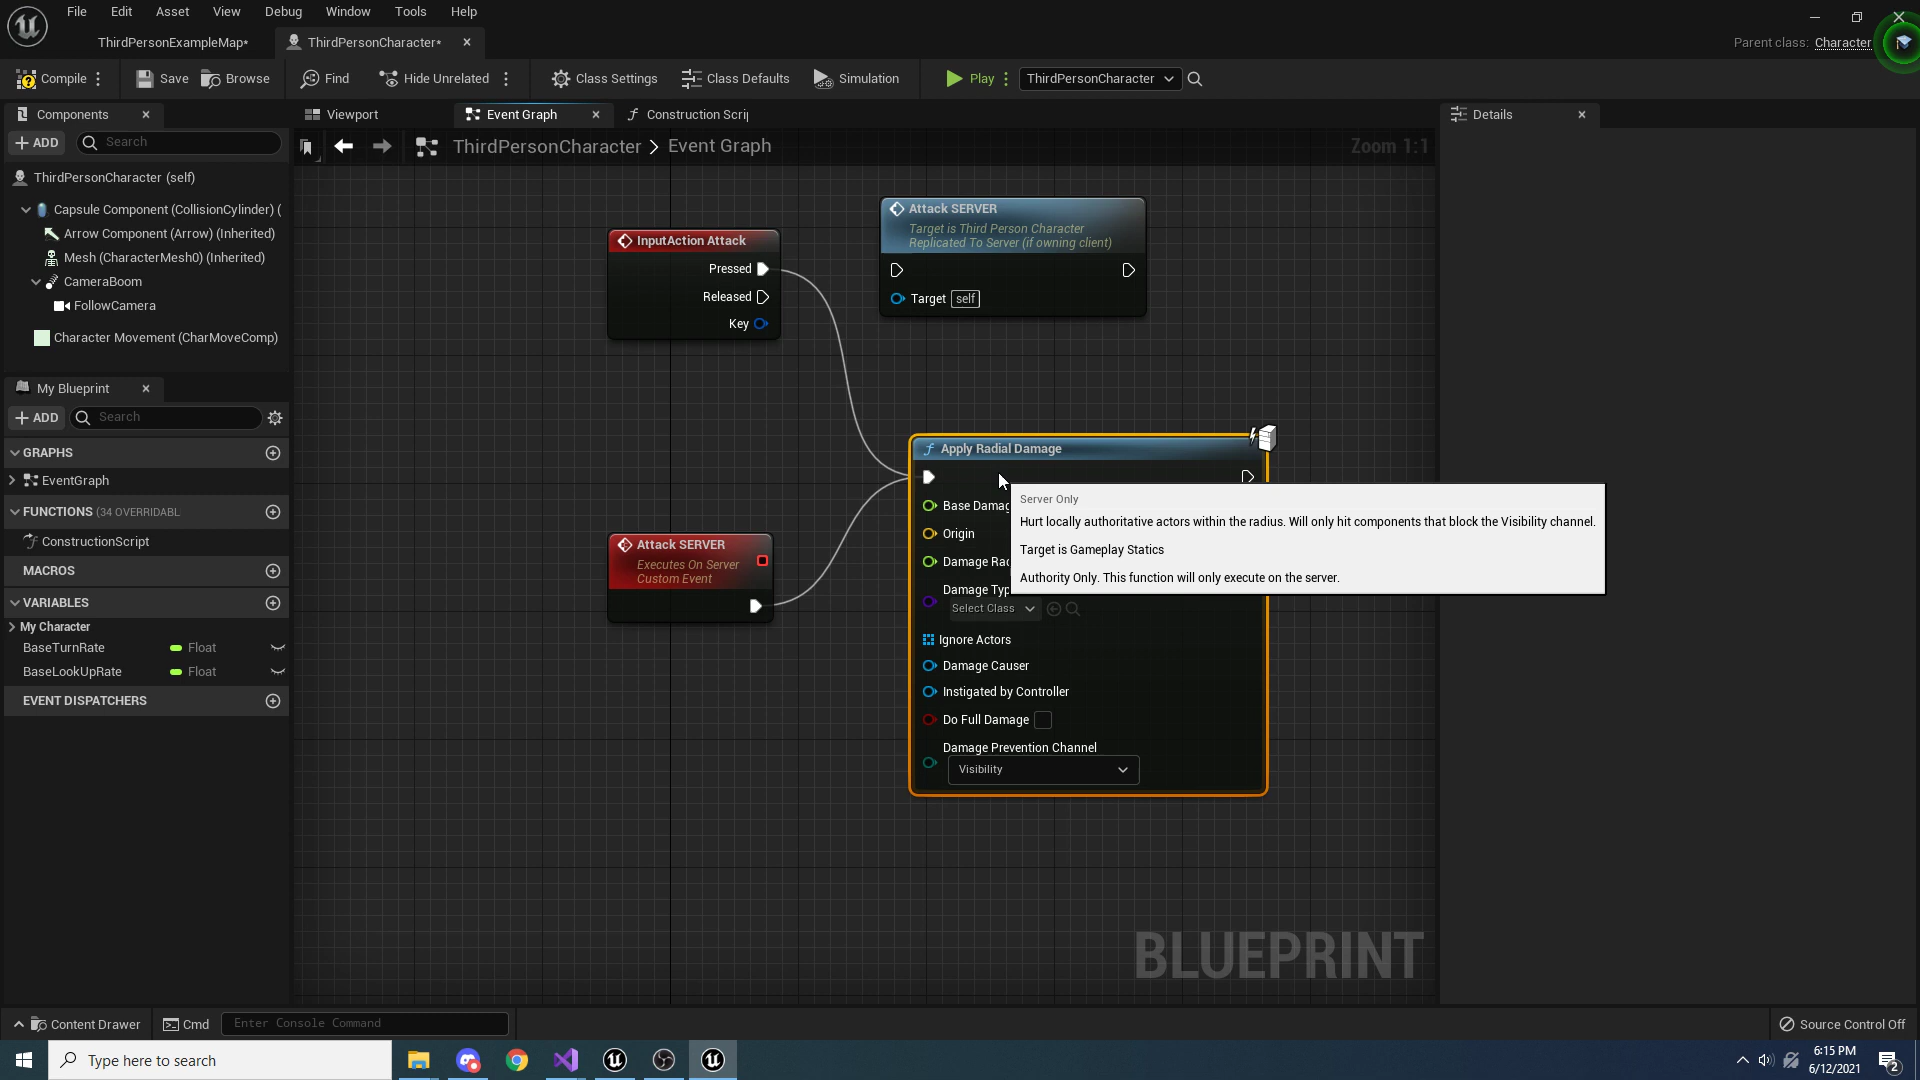 File Edit Asset View Debug Window Tools Help
ThirdPersonExampleMap*
ThirdPersonCharacter*
Parent class: Character
Compile
Save
Browse
Find
Hide Unrelated
Class Settings
Class Defaults
Simulation
Play
ThirdPersonCharacter
Components
Viewport
Event Graph
Construction Scrip
Details
ADD
Search
ThirdPersonCharacter > Event Graph
Zoom 1:1
ThirdPersonCharacter (self)
Capsule Component (CollisionCylinder) (
Arrow Component (Arrow) (Inherited)
Mesh (CharacterMesh0) (Inherited)
CameraBoom
FollowCamera
Character Movement (CharMoveComp)
My Blueprint
ADD
Search
GRAPHS
EventGraph
FUNCTIONS (34 OVERRIDABL
ConstructionScript
MACROS
VARIABLES
My Character
BaseTurnRate Float
BaseLookUpRate Float
EVENT DISPATCHERS
InputAction Attack
Pressed
Released
Key
Attack SERVER
Target is Third Person Character
Replicated To Server (if owning client)
Target self
Attack SERVER
Executes On Server
Custom Event
Apply Radial Damage
Base Damag
Origin
Damage Rad
Damage Typ
Select Class
Ignore Actors
Damage Causer
Instigated by Controller
Do Full Damage
Damage Prevention Channel
Visibility
Server Only
Hurt locally authoritative actors within the radius. Will only hit components that block the Visibility channel.
Target is Gameplay Statics
Authority Only. This function will only execute on the server.
BLUEPRINT
Content Drawer
Cmd
Enter Console Command
Source Control Off
Type here to search
6:15 PM
6/12/2021
2